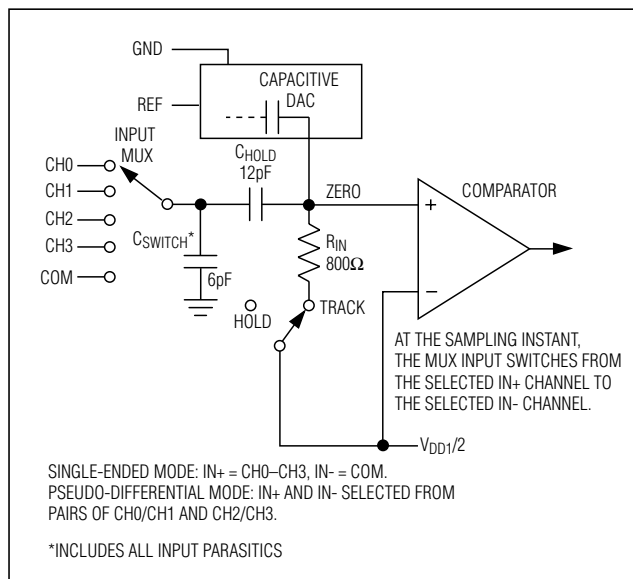 GND
CAPACITIVE
DAC
REF
INPUT
MUX
CHOLD
12pF
CH0
CH1
CH2
CH3
COM
ZERO
COMPARATOR
+
−
CSWITCH*
6pF
RIN
800Ω
HOLD
TRACK
AT THE SAMPLING INSTANT,
THE MUX INPUT SWITCHES FROM
THE SELECTED IN+ CHANNEL TO
THE SELECTED IN- CHANNEL.
VDD1/2
SINGLE-ENDED MODE: IN+ = CH0–CH3, IN- = COM.
PSEUDO-DIFFERENTIAL MODE: IN+ AND IN- SELECTED FROM
PAIRS OF CH0/CH1 AND CH2/CH3.
*INCLUDES ALL INPUT PARASITICS